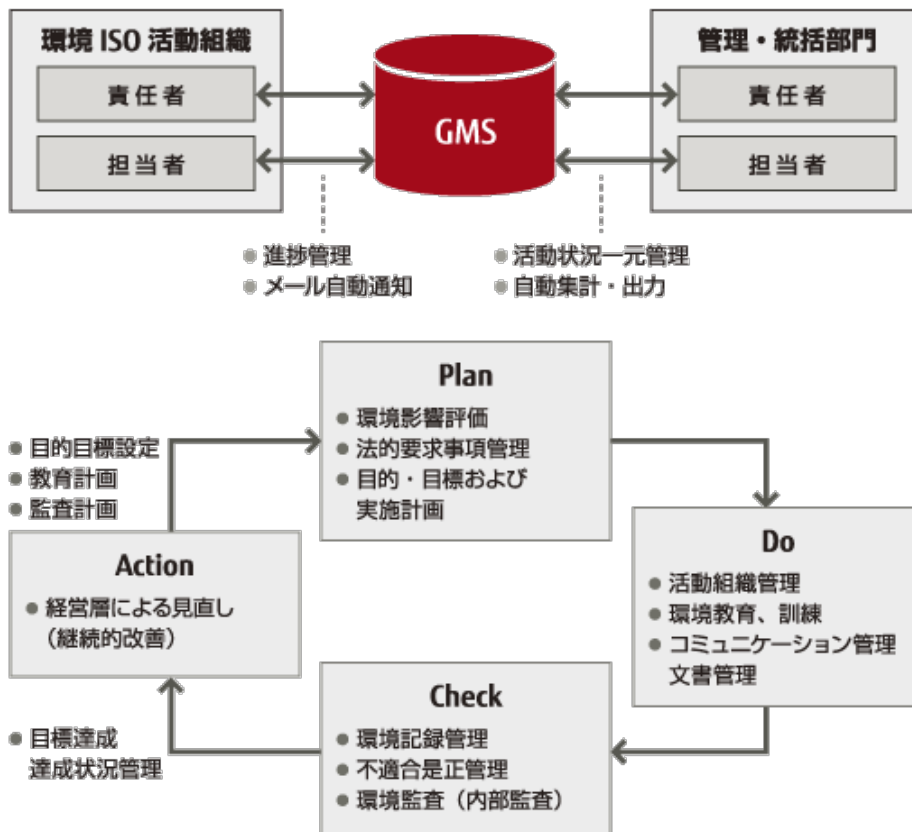 環境 ISO 活動組織
責任者
担当者
GMS
管理・統括部門
責任者
担当者
● 進捗管理
● メール自動通知
● 活動状況一元管理
● 自動集計・出力
Plan
● 環境影響評価
● 法的要求事項管理
● 目的・目標および
実施計画
● 目的目標設定
● 教育計画
● 監査計画
Action
● 経営層による見直し
（継続的改善）
Do
● 活動組織管理
● 環境教育、訓練
● コミュニケーション管理
文書管理
Check
● 環境記録管理
● 不適合是正管理
● 環境監査（内部監査）
● 目標達成
達成状況管理